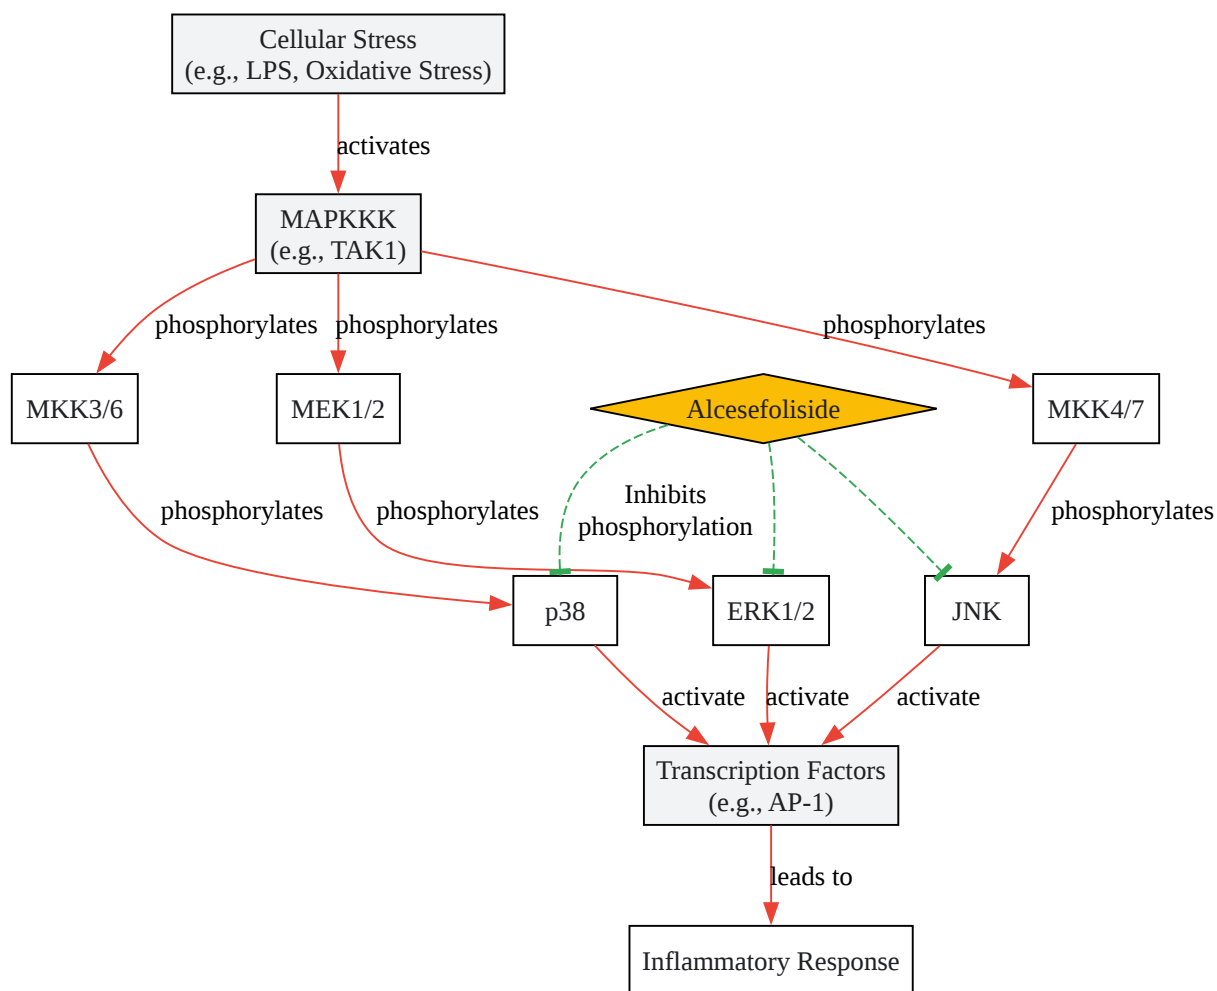 Cellular Stress
(e.g., LPS, Oxidative Stress)
activates
MAPKKK
(e.g., TAK1)
phosphorylates
phosphorylates
phosphorylates
MKK3/6
MEK1/2
Alcesefoliside
MKK4/7
phosphorylates
phosphorylates
Inhibits
phosphorylation
phosphorylates
p38
ERK1/2
JNK
activate
activate
activate
Transcription Factors
(e.g., AP-1)
leads to
Inflammatory Response